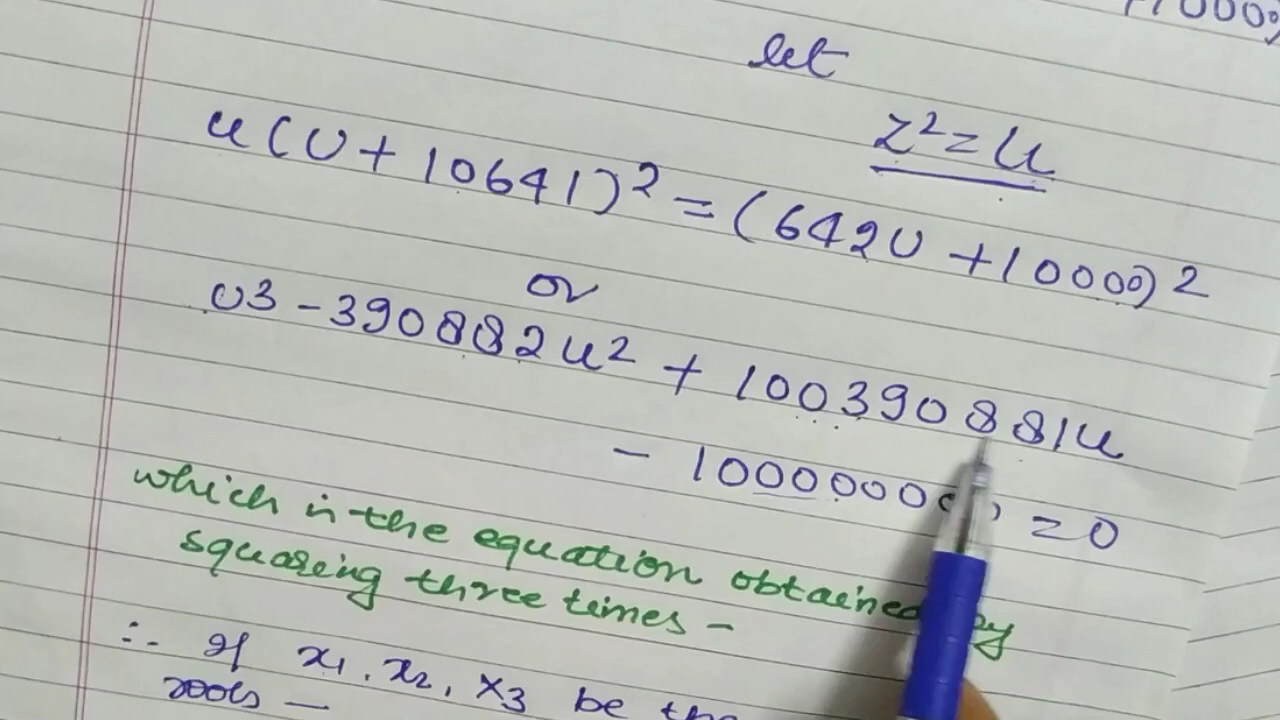 let
z²=u
u(U+10641)²=(642U+10000)²
or
U3-390882u²+100390881u
=0
which is the equation obtained by
squaring three times-
∴ If x1, x2, x3 be the
roots—